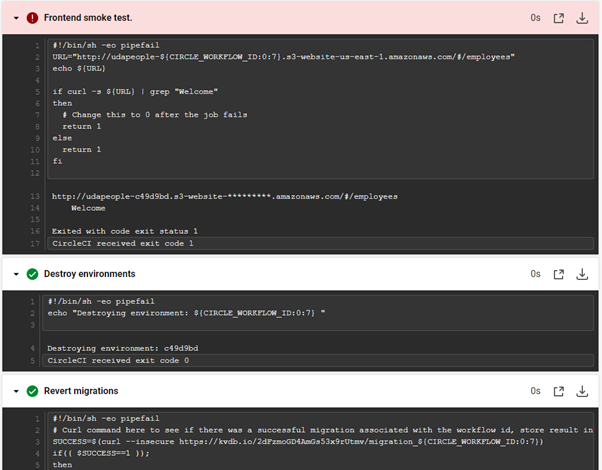 Frontend smoke test.
0s
1 #!/bin/sh -eo pipefail
2 URL="http://udapeople-${CIRCLE_WORKFLOW_ID:0:7}.s3-website-us-east-1.amazonaws.com/#/employees"
3 echo ${URL}
4
5 if curl -s ${URL} | grep "Welcome"
6 then
7 # Change this to 0 after the job fails
8 return 1
9 else
10 return 1
11 fi
12
13 http://udapeople-c49d9bd.s3-website-*********.amazonaws.com/#/employees
14 Welcome
15
16 Exited with code exit status 1
17 CircleCI received exit code 1
Destroy environments
0s
1 #!/bin/sh -eo pipefail
2 echo "Destroying environment: ${CIRCLE_WORKFLOW_ID:0:7} "
3
4 Destroying environment: c49d9bd
5 CircleCI received exit code 0
Revert migrations
0s
1 #!/bin/sh -eo pipefail
2 # Curl command here to see if there was a successful migration associated with the workflow id, store result in
3 SUCCESS=$(curl --insecure https://kvdb.io/2dFzmoGD4AmGs53x9rUtmv/migration_${CIRCLE_WORKFLOW_ID:0:7})
4 if(( $SUCCESS==1 ));
5 then